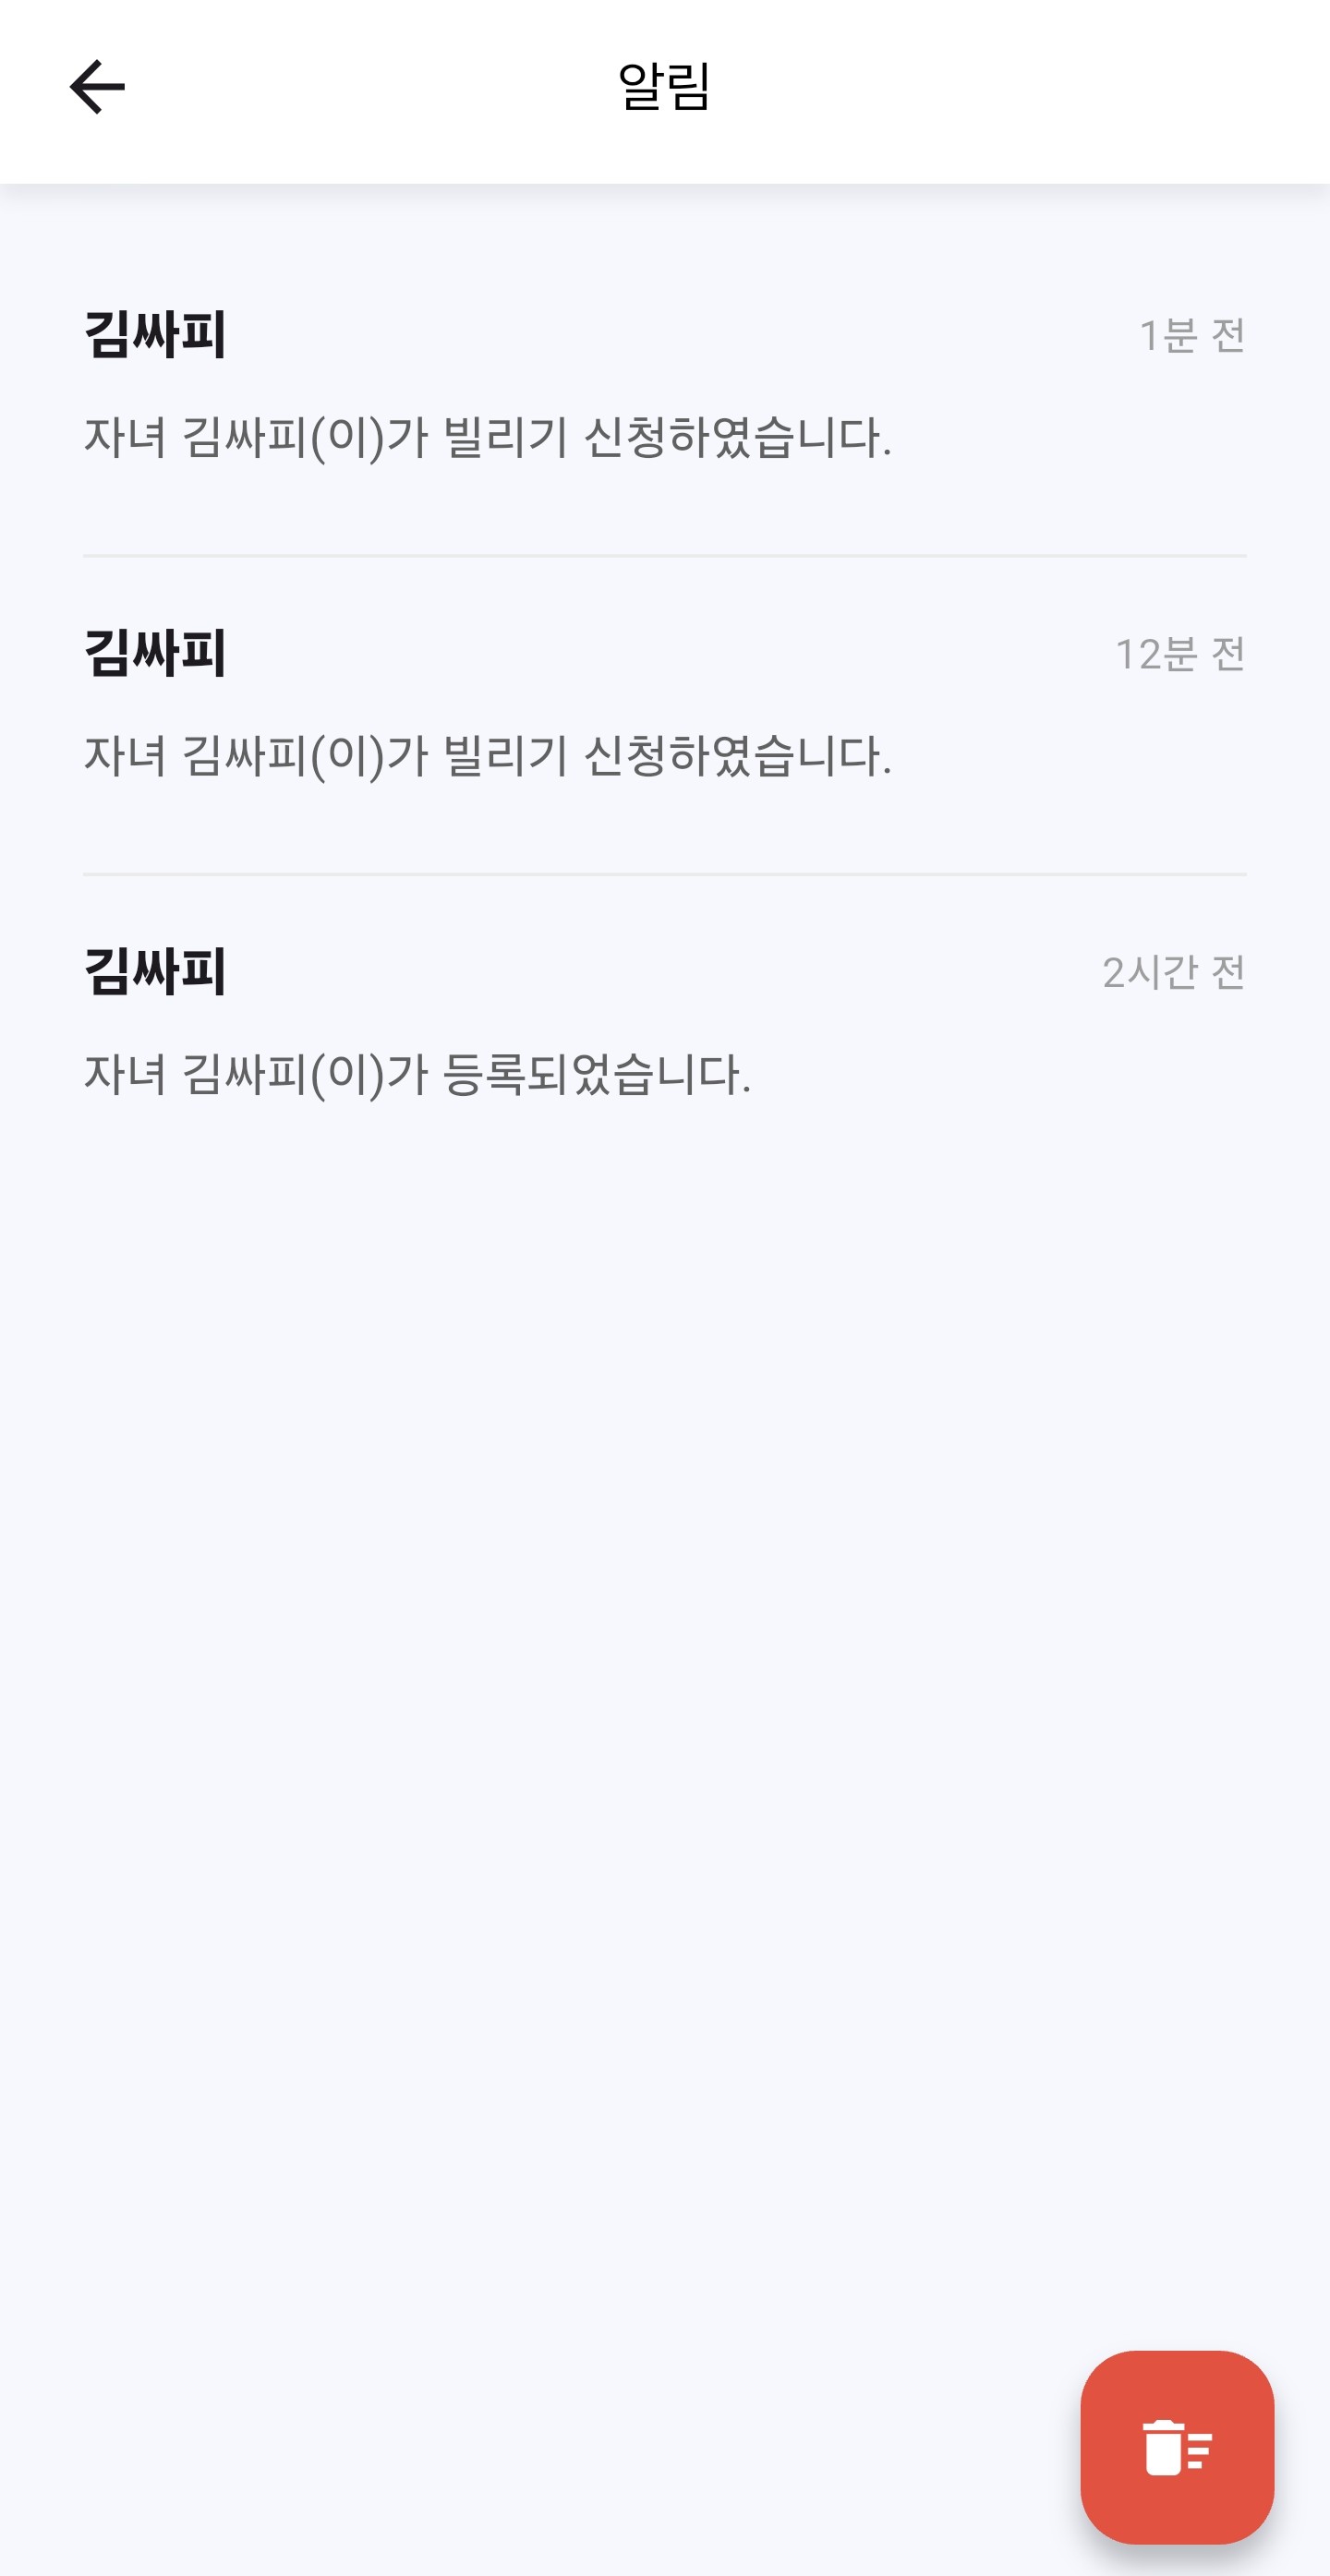 알림
김싸피
1분 전
자녀 김싸피(이)가 빌리기 신청하였습니다.
김싸피
12분 전
자녀 김싸피(이)가 빌리기 신청하였습니다.
김싸피
2시간 전
자녀 김싸피(이)가 등록되었습니다.